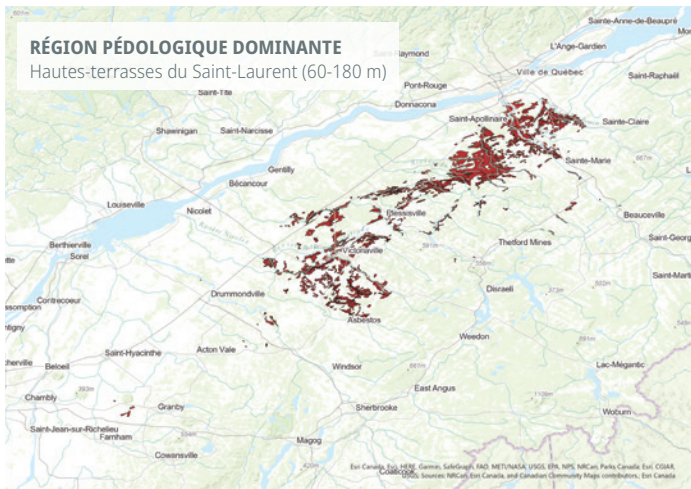 601m
Sainte-Anne-de-Beaupré
L'Ange-Gardien
RÉGION PÉDOLOGIQUE DOMINANTE
Hautes-terrasses du Saint-Laurent (60-180 m)
Raymond
Ville de Québec
Saint-Raphaël
Pont-Rouge
Saint-Tite
Donnacona
Saint-Apollinaire
Sainte-Claire
Shawinigan
Saint-Narcisse
Sainte-Marie
Gentilly
Bécancour
Louiseville
Nicolet
Plessisville
Beauceville
Berthierville
Sorel
Victoriaville
Thetford Mines
Saint-Georg
Saint-Marti
Contrecoeur
Drummondville
Disraeli
Asbestos
Saint-Hyacinthe
Acton Vale
Weedon
Beloeil
Windsor
Lac-Mégantic
Chambly
East Angus
Granby
Sherbrooke
Woburn
Saint-Jean-sur-Richelieu
Farnham
Magog
Cowansville
Coaticook
Esri Canada, Esri, HERE, Garmin, SafeGraph, FAO, METI/NASA, USGS, EPA, NPS, NRCan, Parks Canada; Esri, CGIAR,
USGS; Sources: NRCan, Esri Canada, and Canadian Community Maps contributors.; Esri Canada